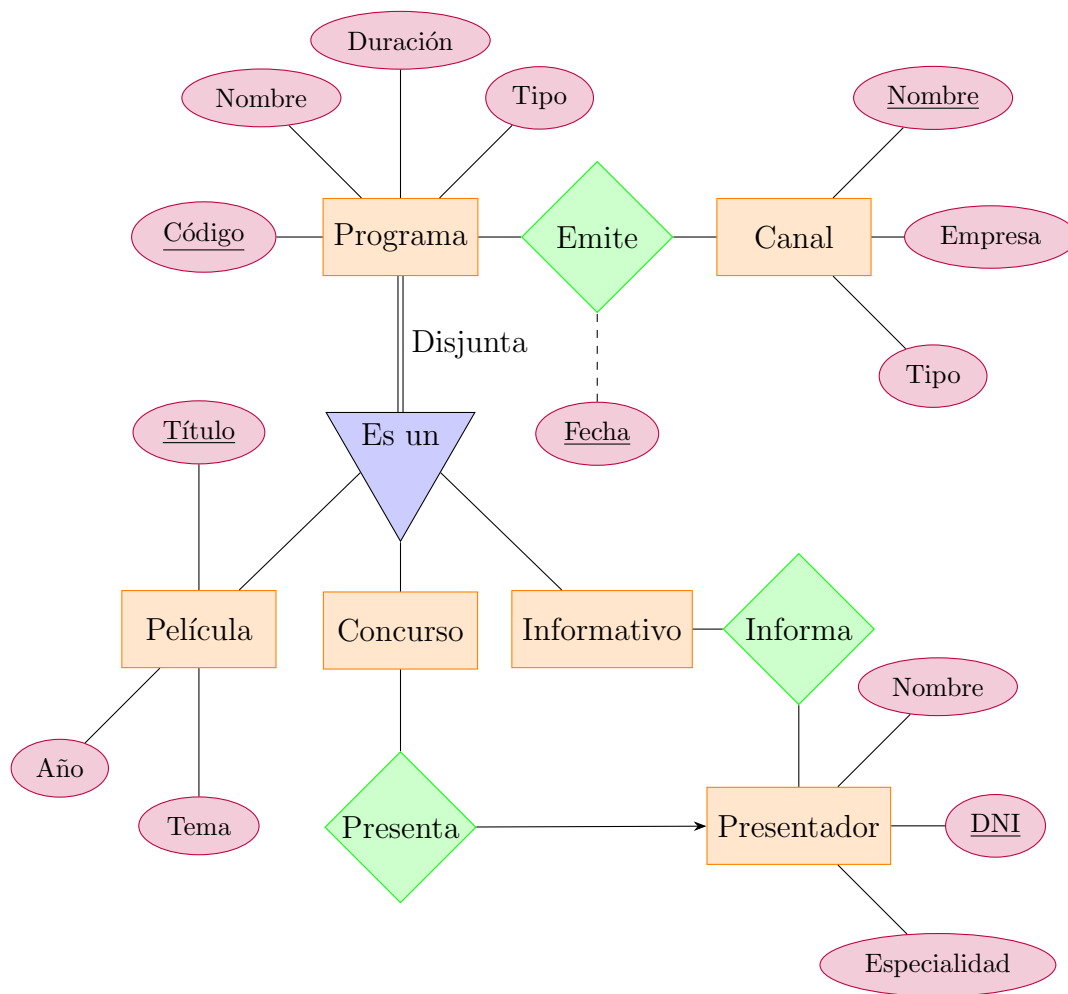 Duración
Nombre
Tipo
Nombre
Código
Programa
Emite
Canal
Empresa
Disjunta
Tipo
Título
Es un
Fecha
Película
Concurso
Informativo
Informa
Nombre
Año
Tema
Presenta
Presentador
DNI
Especialidad